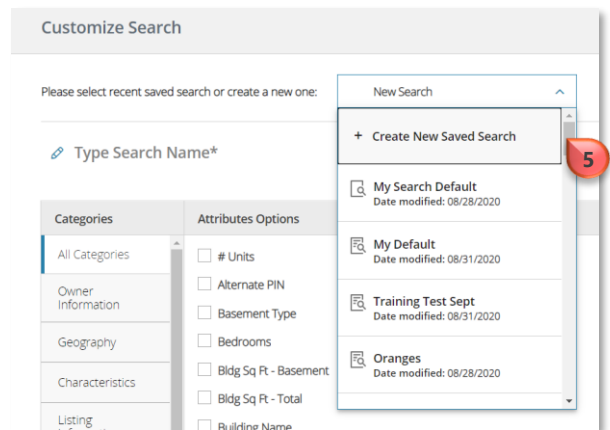 Customize Search
Please select recent saved search or create a new one:
New Search
+ Create New Saved Search
5
Type Search Name*
My Search Default
Date modified: 08/28/2020
My Default
Date modified: 08/31/2020
Training Test Sept
Date modified: 08/31/2020
Oranges
Date modified: 08/28/2020
Categories
All Categories
Owner
Information
Geography
Characteristics
Listing
Attributes Options
# Units
Alternate PIN
Basement Type
Bedrooms
Bldg Sq Ft - Basement
Bldg Sq Ft - Total
Building Name